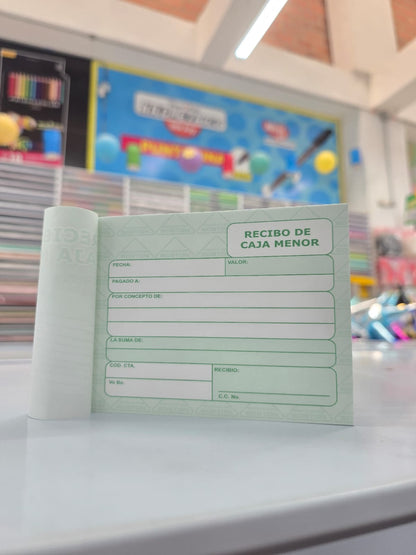 RECIBO DE
CAJA MENOR
FECHA:
VALOR:
PAGADO A:
POR CONCEPTO DE:
LA SUMA DE:
COD. CTA.
RECIBIO:
Vo Bo.
C.C. No.